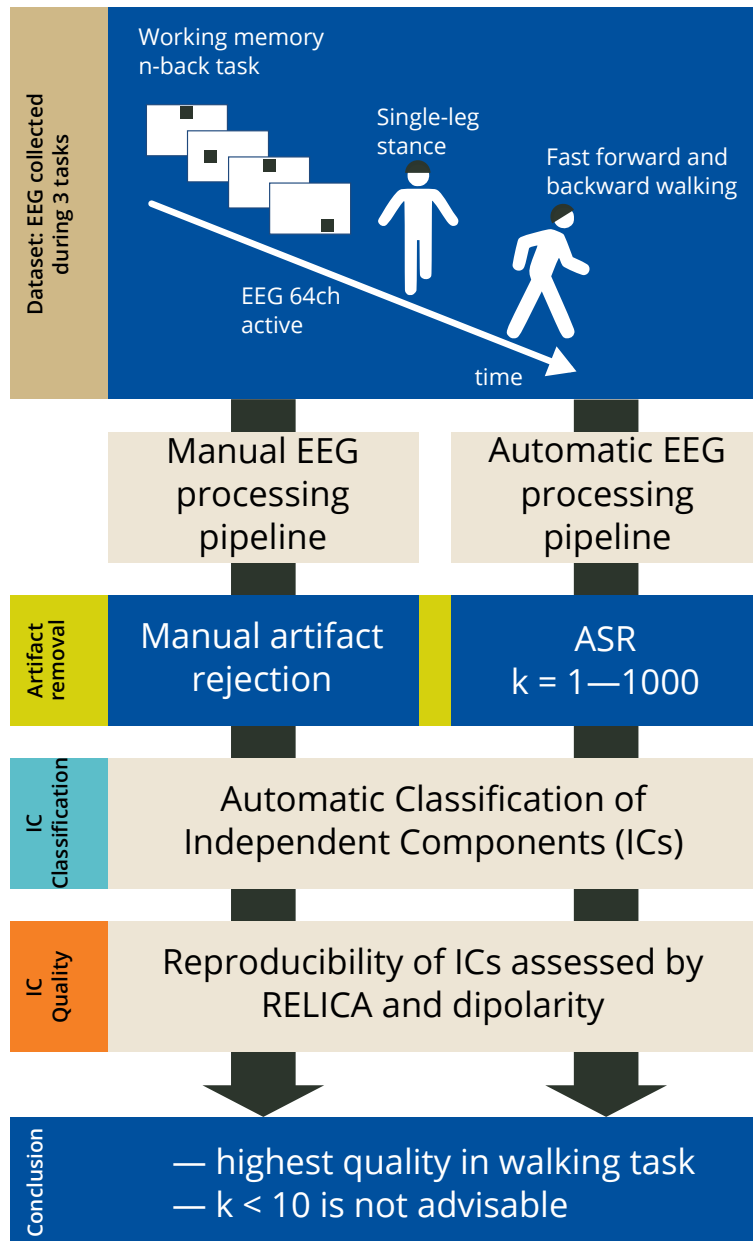 Dataset: EEG collected
during 3 tasks
Working memory
n-back task
Single-leg
stance
Fast forward and
backward walking
EEG 64ch
active
time
Manual EEG
processing
pipeline
Automatic EEG
processing
pipeline
Artifact
removal
Manual artifact
rejection
ASR
k = 1—1000
IC
Classification
Automatic Classification of
Independent Components (ICs)
IC
Quality
Reproducibility of ICs assessed by
RELICA and dipolarity
Conclusion
— highest quality in walking task
— k < 10 is not advisable